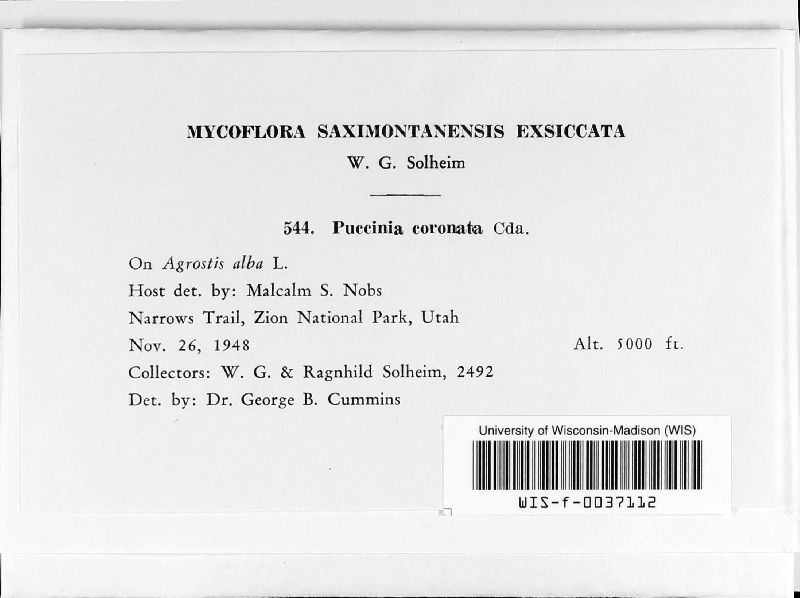 MYCOFLORA SAXIMONTANENSIS EXSICCATA
W. G. Solheim
544. Puccinia coronata Cda.
On Agrostis alba L.
Host det. by: Malcalm S. Nobs
Narrows Trail, Zion National Park, Utah
Nov. 26, 1948 Alt. 5000 ft.
Collectors: W. G. & Ragnhild Solheim, 2492
Det. by: Dr. George B. Cummins
University of Wisconsin-Madison (WIS)
WIS-f-0037112